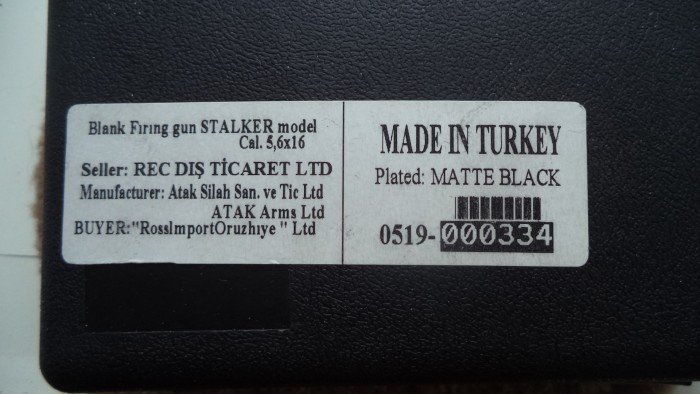 Blank Fırıng gun STALKER model
Cal. 5,6x16
Seller: REC DIŞ TİCARET LTD
Manufacturer: Atak Silah San. ve Tic Ltd
ATAK Arms Ltd
BUYER:"RossImportOruzhıye " Ltd
MADE IN TURKEY
Plated: MATTE BLACK
0519-000334